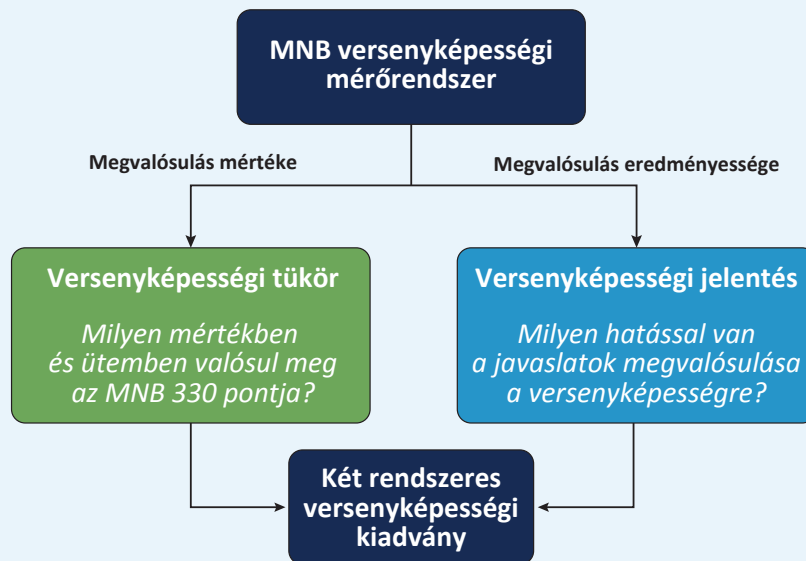 MNB versenyképességi
mérőrendszer
Megvalósulás mértéke
Megvalósulás eredményessége
Versenyképességi tükör
Milyen mértékben
és ütemben valósul meg
az MNB 330 pontja?
Versenyképességi jelentés
Milyen hatással van
a javaslatok megvalósulása
a versenyképességre?
Két rendszeres
versenyképességi
kiadvány